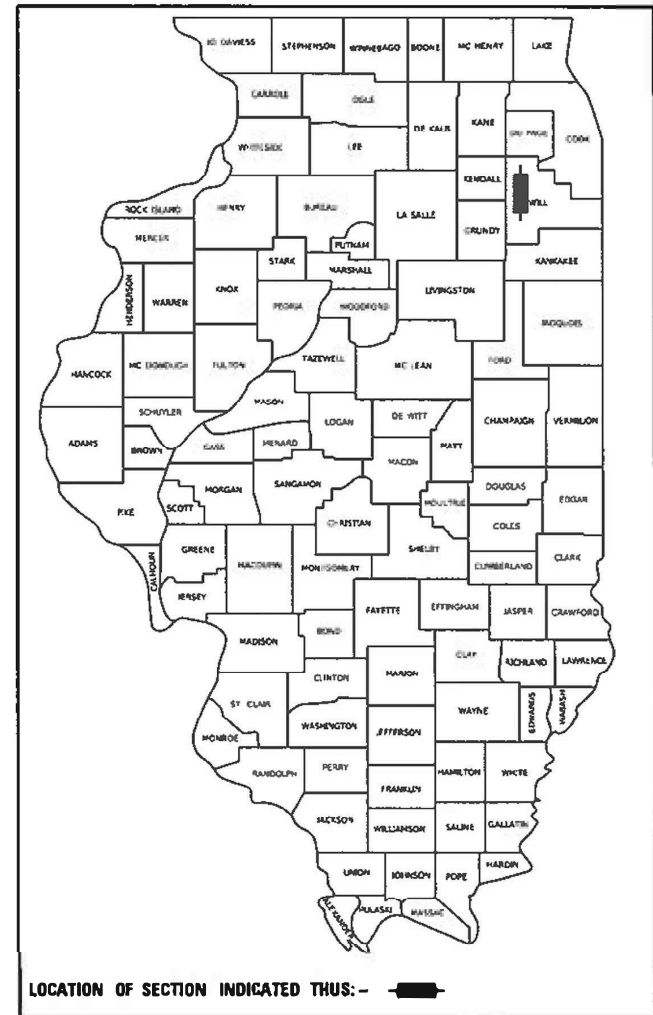 JO DAVIESS STEPHENSON WINNEBAGO BOONE MC HENRY LAKE
CARROLL OGLE DE KALB KANE DU PAGE COOK
WHITESIDE LEE KENDALL WILL
ROCK ISLAND HENRY BUREAU LA SALLE GRUNDY
MERCER PUTNAM KANKAKEE
HENDERSON WARREN KNOX STARK MARSHALL LIVINGSTON
PEORIA WOODFORD IROQUOIS
HANCOCK MC DONOUGH FULTON TAZEWELL MC LEAN FORD
SCHUYLER MASON LOGAN DE WITT CHAMPAIGN VERMILION
ADAMS BROWN CASS MENARD MACON PIATT
PIKE SCOTT MORGAN SANGAMON MOULTRIE DOUGLAS EDGAR
CHRISTIAN COLES
CALHOUN GREENE MACOUPIN MONTGOMERY SHELBY CUMBERLAND CLARK
JERSEY FAYETTE EFFINGHAM JASPER CRAWFORD
MADISON BOND CLAY RICHLAND LAWRENCE
CLINTON MARION
ST. CLAIR WAYNE EDWARDS WABASH
MONROE WASHINGTON JEFFERSON
RANDOLPH PERRY HAMILTON WHITE
FRANKLIN
JACKSON WILLIAMSON SALINE GALLATIN
UNION JOHNSON POPE HARDIN
ALEXANDER PULASKI MASSAC
LOCATION OF SECTION INDICATED THUS:-